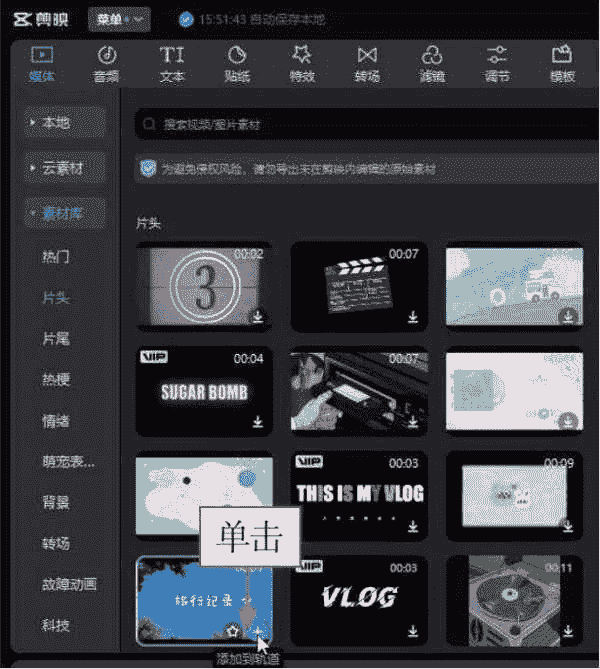 剪映 菜单 15:51:43 自动保存本地
媒体 音频 文本 贴纸 特效 转场 滤镜 调节 模板
TI
本地
搜索视频/图片素材
云素材
为避免侵权风险，请勿导出未在剪映内编辑的原始素材
素材库
片头
热门
00:02
00:07
3
片头
片尾
VIP 00:04
00:07
热梗
SUGAR BOMB
情绪
萌宠表...
VIP 00:03
00:09
背景
THIS IS MY VLOG
转场
单击
故障动画
VIP 00:03
00:11
旅行记录
VLOG
科技
添加到轨道